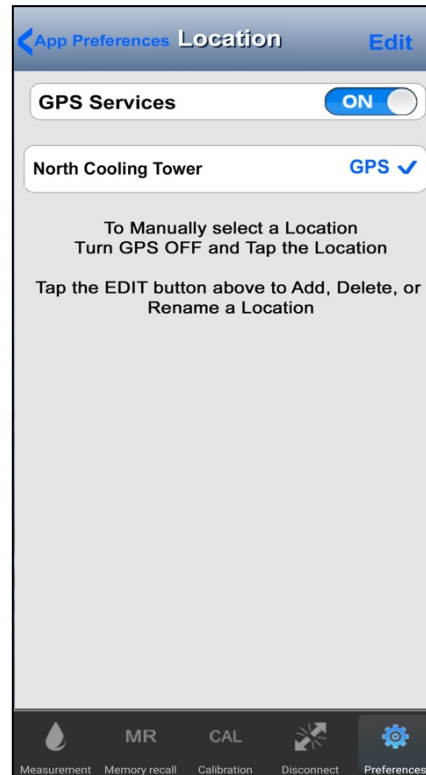 App Preferences Location Edit
GPS Services ON
North Cooling Tower GPS
To Manually select a Location
Turn GPS OFF and Tap the Location
Tap the EDIT button above to Add, Delete, or
Rename a Location
MR CAL
Measurement Memory recall Calibration Disconnect Preferences